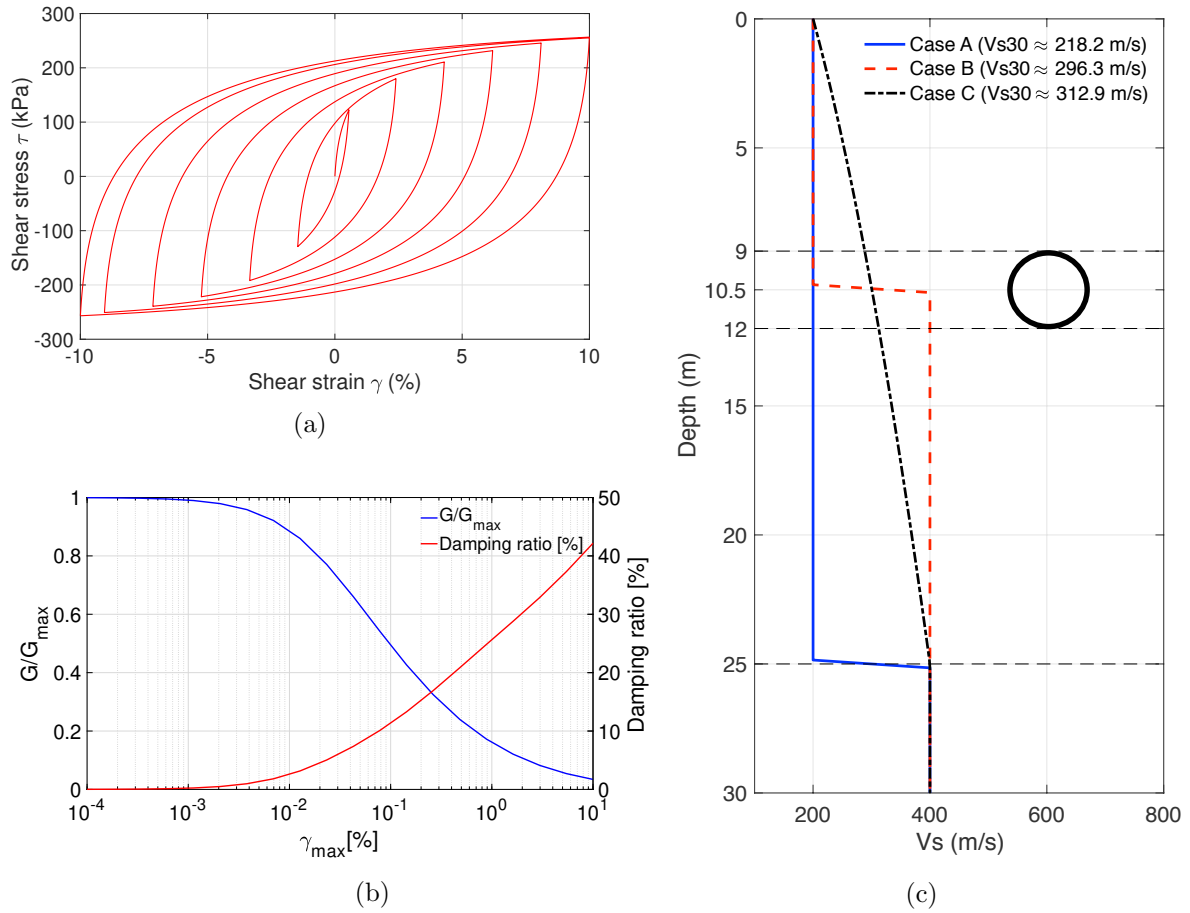 300
200
100
0
-100
-200
-300
Shear stress τ (kPa)
-10
-5
0
5
10
Shear strain γ (%)
(a)
1
0.8
0.6
0.4
0.2
0
G/G_max
50
40
30
20
10
0
Damping ratio [%]
G/G_max
Damping ratio [%]
10^-4
10^-3
10^-2
10^-1
10^0
10^1
γ_max[%]
(b)
0
5
9
10.5
12
15
20
25
30
Depth (m)
Case A (Vs30 ≈ 218.2 m/s)
Case B (Vs30 ≈ 296.3 m/s)
Case C (Vs30 ≈ 312.9 m/s)
200
400
600
800
Vs (m/s)
(c)